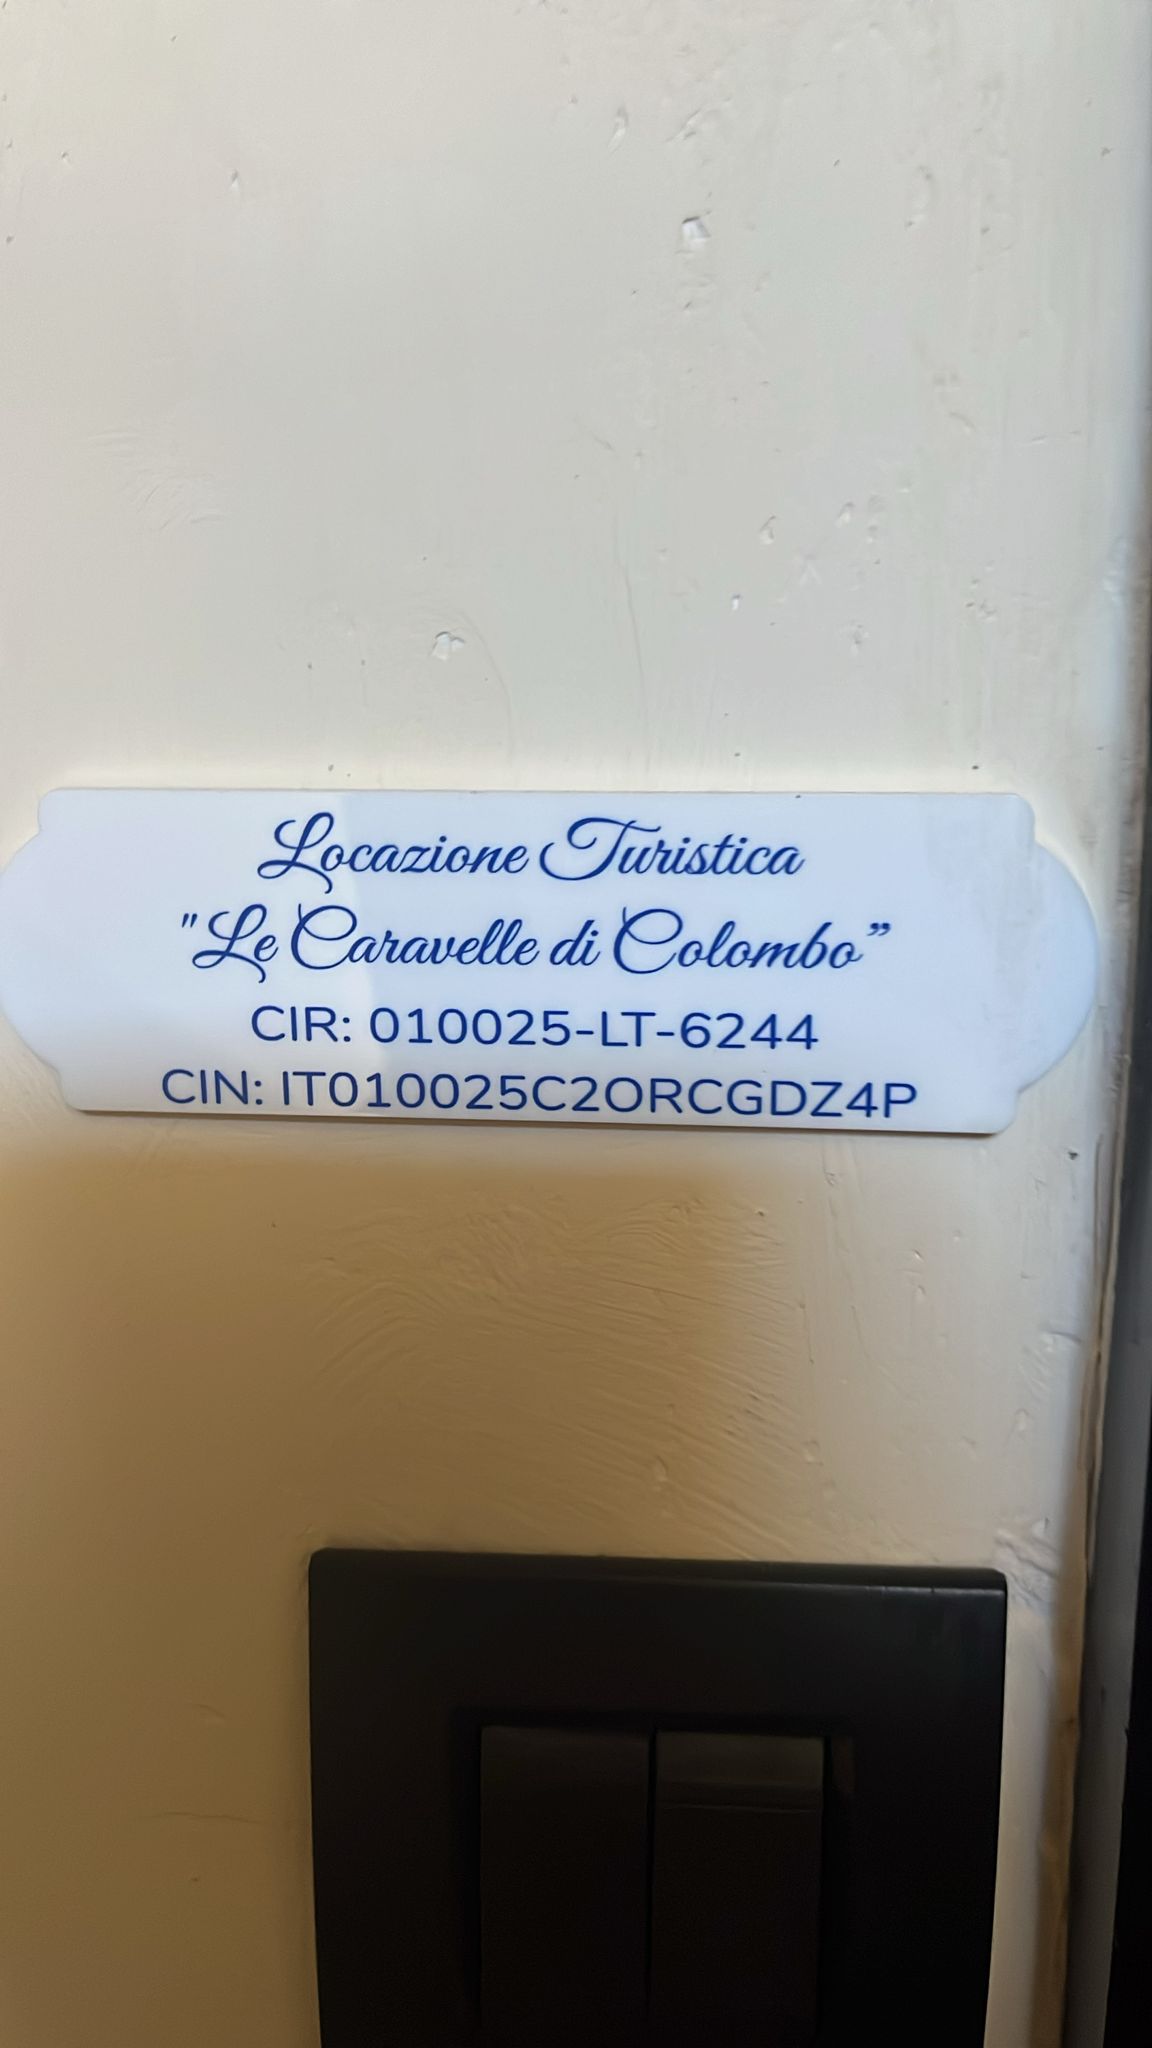 Locazione Turistica
"Le Caravelle di Colombo”
CIR: 010025-LT-6244
CIN: IT010025C2ORCGDZ4P